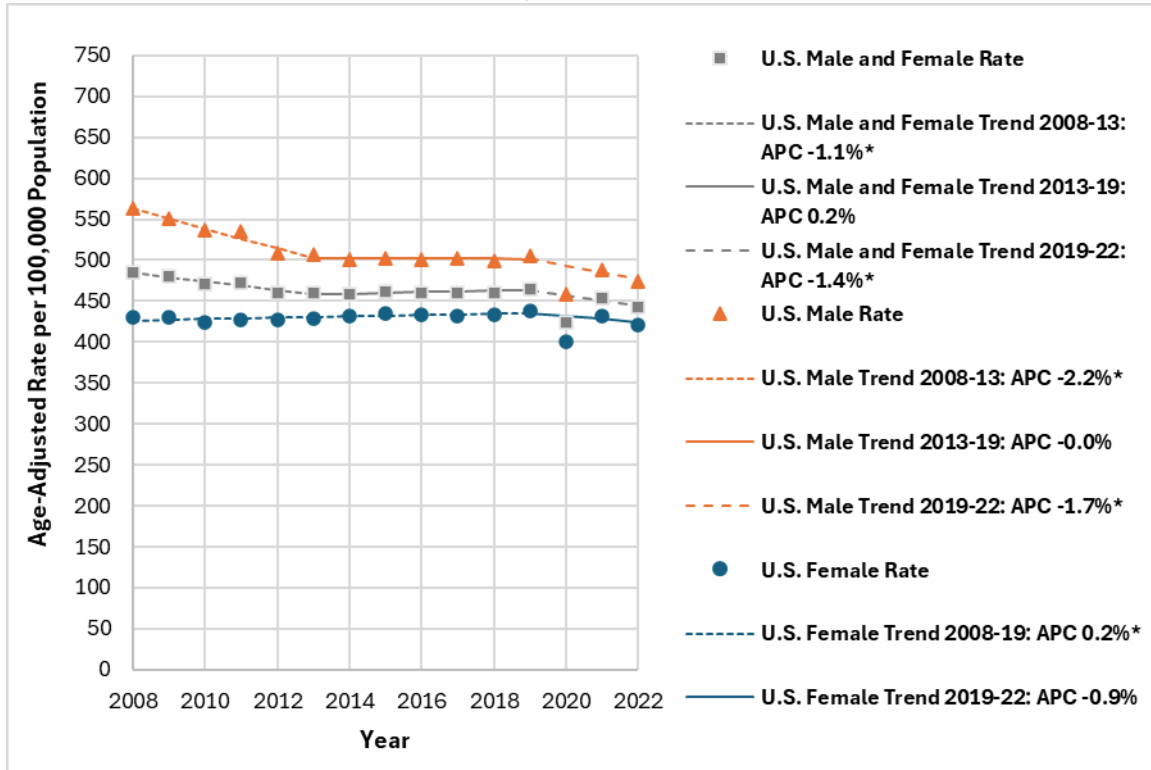 Age-Adjusted Rate per 100,000 Population
750
700
650
600
550
500
450
400
350
300
250
200
150
100
50
0
2008 2010 2012 2014 2016 2018 2020 2022
Year
U.S. Male and Female Rate
U.S. Male and Female Trend 2008-13:
APC -1.1%*
U.S. Male and Female Trend 2013-19:
APC 0.2%
U.S. Male and Female Trend 2019-22:
APC -1.4%*
U.S. Male Rate
U.S. Male Trend 2008-13: APC -2.2%*
U.S. Male Trend 2013-19: APC -0.0%
U.S. Male Trend 2019-22: APC -1.7%*
U.S. Female Rate
U.S. Female Trend 2008-19: APC 0.2%*
U.S. Female Trend 2019-22: APC -0.9%